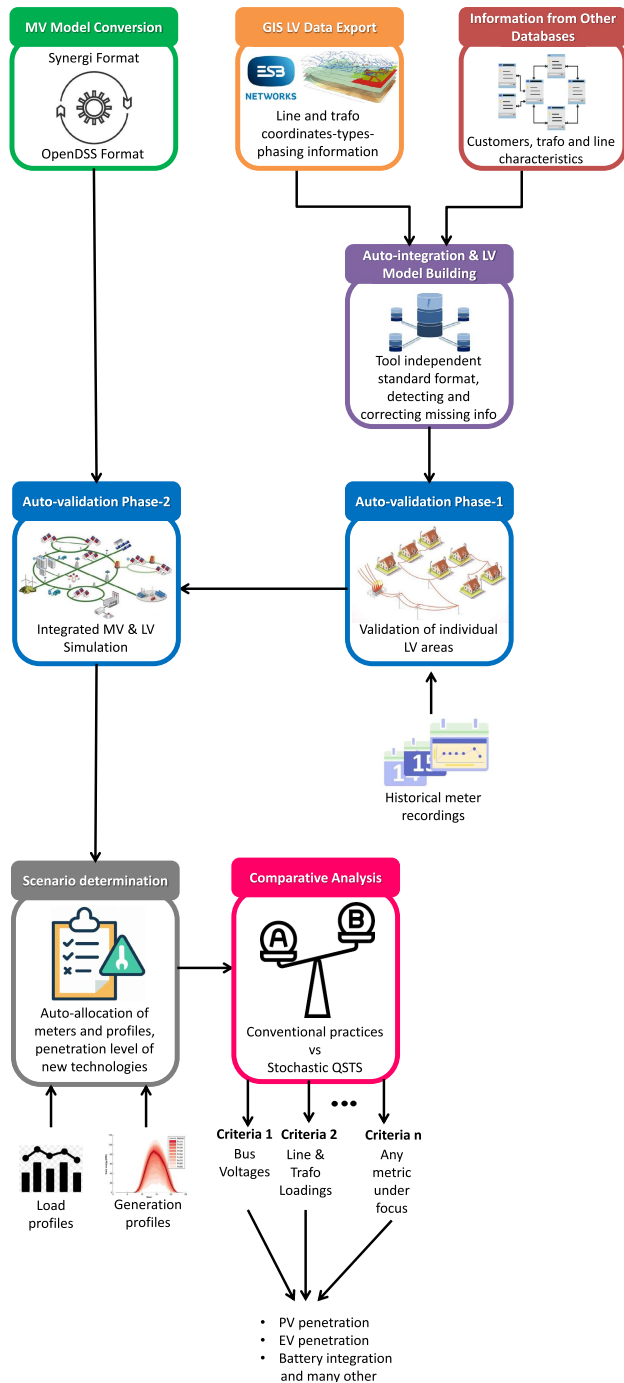 MV Model Conversion
Synergi Format
OpenDSS Format
GIS LV Data Export
ESB
NETWORKS
Line and trafo
coordinates-types-
phasing information
Information from Other
Databases
Customers, trafo and line
characteristics
Auto-integration & LV
Model Building
Tool independent
standard format,
detecting and
correcting missing info
Auto-validation Phase-2
Integrated MV & LV
Simulation
Auto-validation Phase-1
Validation of individual
LV areas
15
Historical meter
recordings
Scenario determination
Auto-allocation of
meters and profiles,
penetration level of
new technologies
Comparative Analysis
A
B
Conventional practices
vs
Stochastic QSTS
Load
profiles
Generation
profiles
Criteria 1
Bus
Voltages
Criteria 2
Line &
Trafo
Loadings
•••
Criteria n
Any
metric
under
focus
• PV penetration
• EV penetration
• Battery integration
and many other